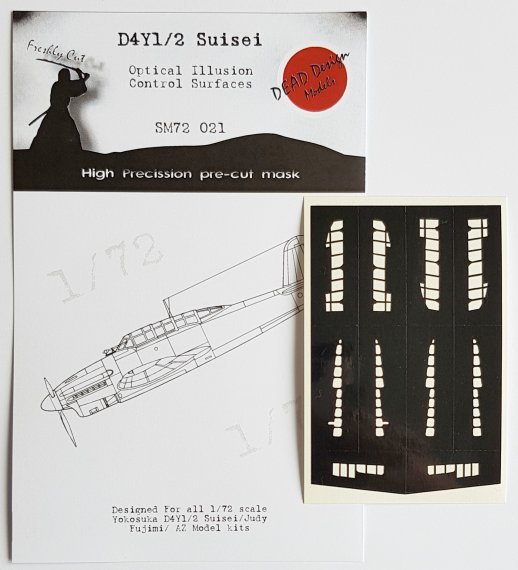 D4Y1/2 Suisei
Freshly Cut
Optical Illusion
Control Surfaces
DEAD Design
Models
SM72 021
High Precission pre-cut mask
1/72
1/72
Designed For all 1/72 scale
Yokosuka D4Y1/2 Suisei/Judy
Fujimi/ AZ Model kits